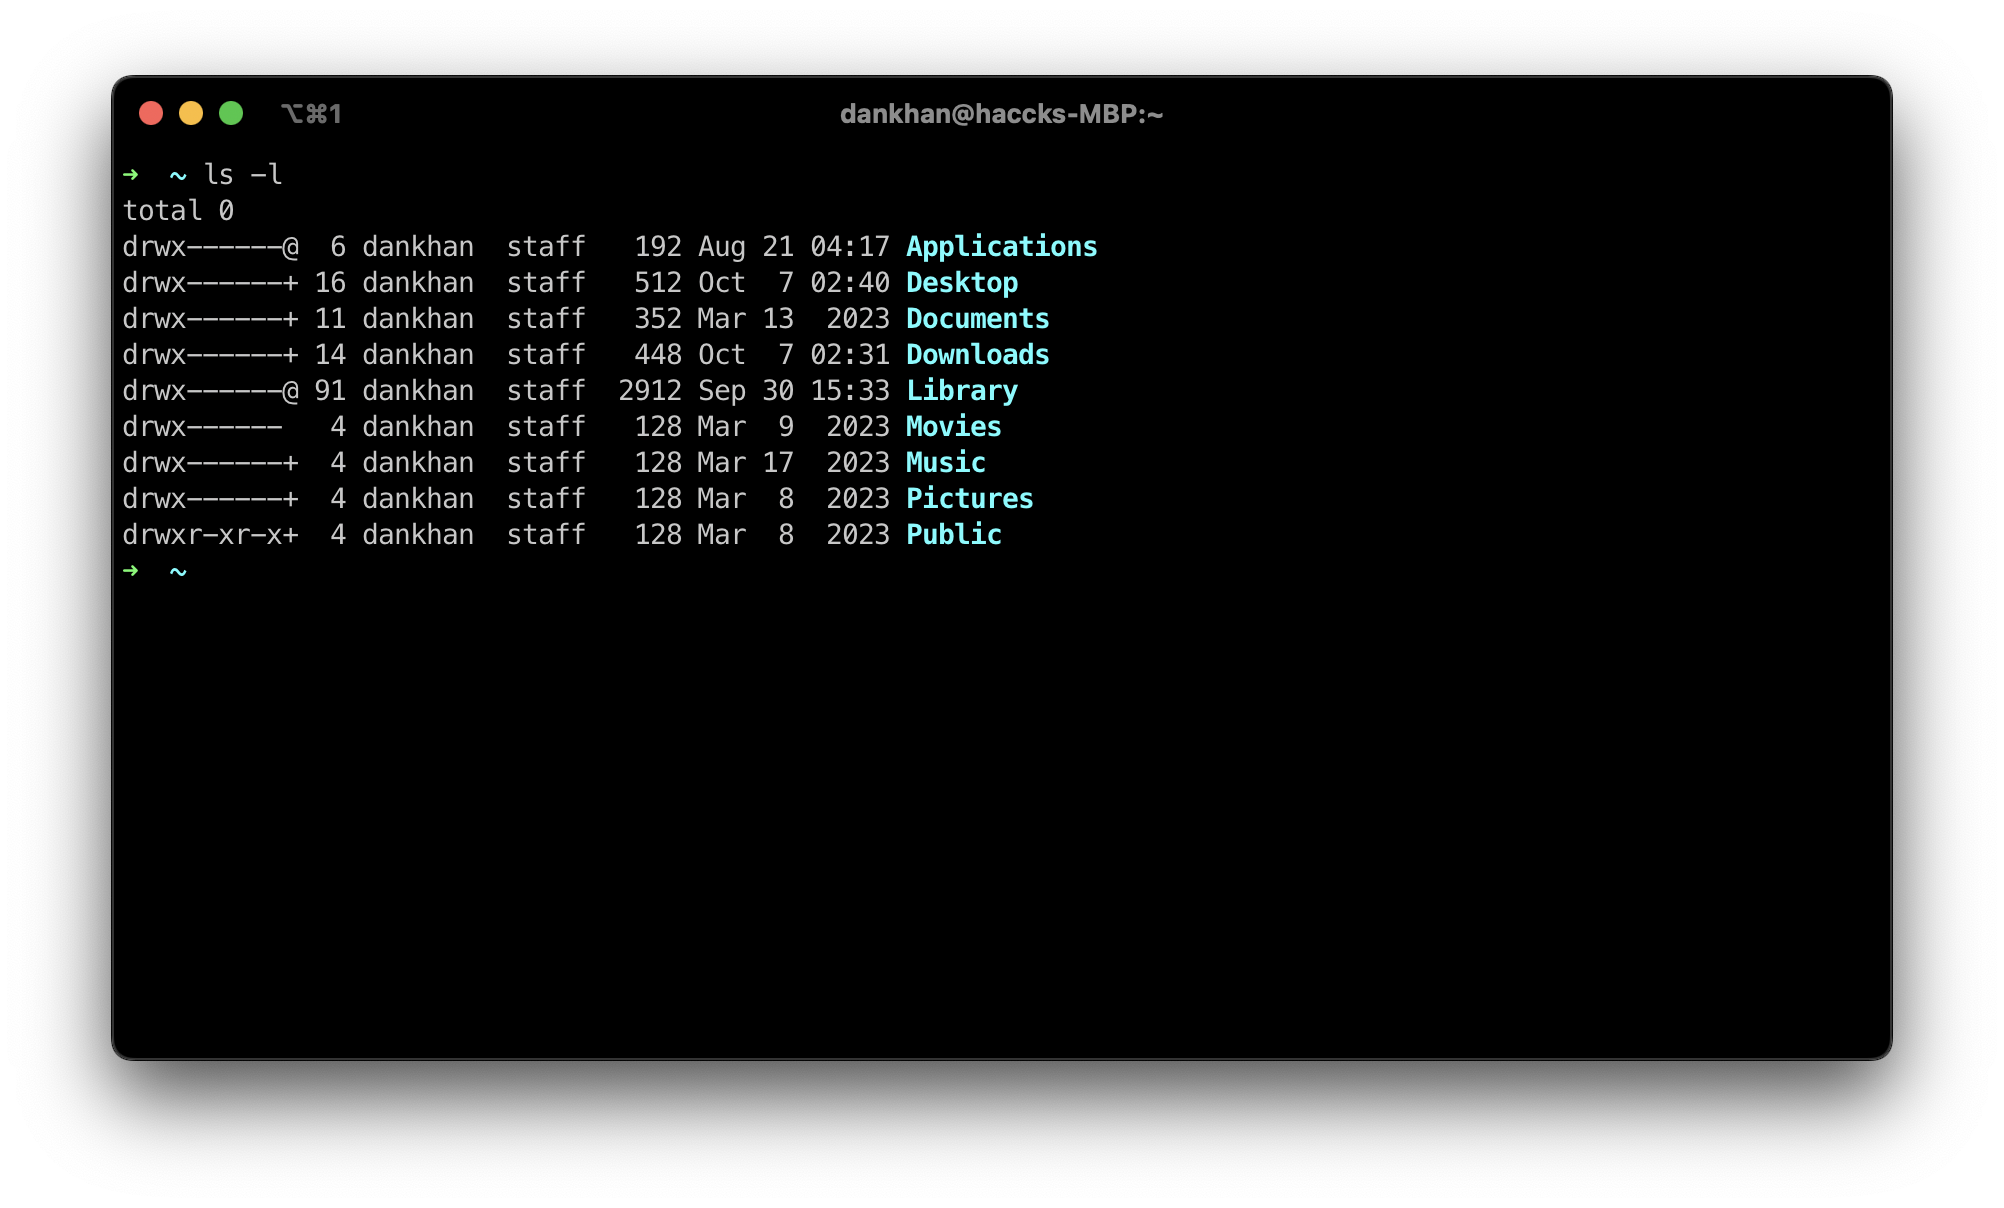 ⌥⌘1 dankhan@haccks-MBP:~
➜  ~ ls -l
total 0
drwx------@  6 dankhan  staff   192 Aug 21 04:17 Applications
drwx------+ 16 dankhan  staff   512 Oct  7 02:40 Desktop
drwx------+ 11 dankhan  staff   352 Mar 13  2023 Documents
drwx------+ 14 dankhan  staff   448 Oct  7 02:31 Downloads
drwx------@ 91 dankhan  staff  2912 Sep 30 15:33 Library
drwx------   4 dankhan  staff   128 Mar  9  2023 Movies
drwx------+  4 dankhan  staff   128 Mar 17  2023 Music
drwx------+  4 dankhan  staff   128 Mar  8  2023 Pictures
drwxr-xr-x+  4 dankhan  staff   128 Mar  8  2023 Public
➜  ~